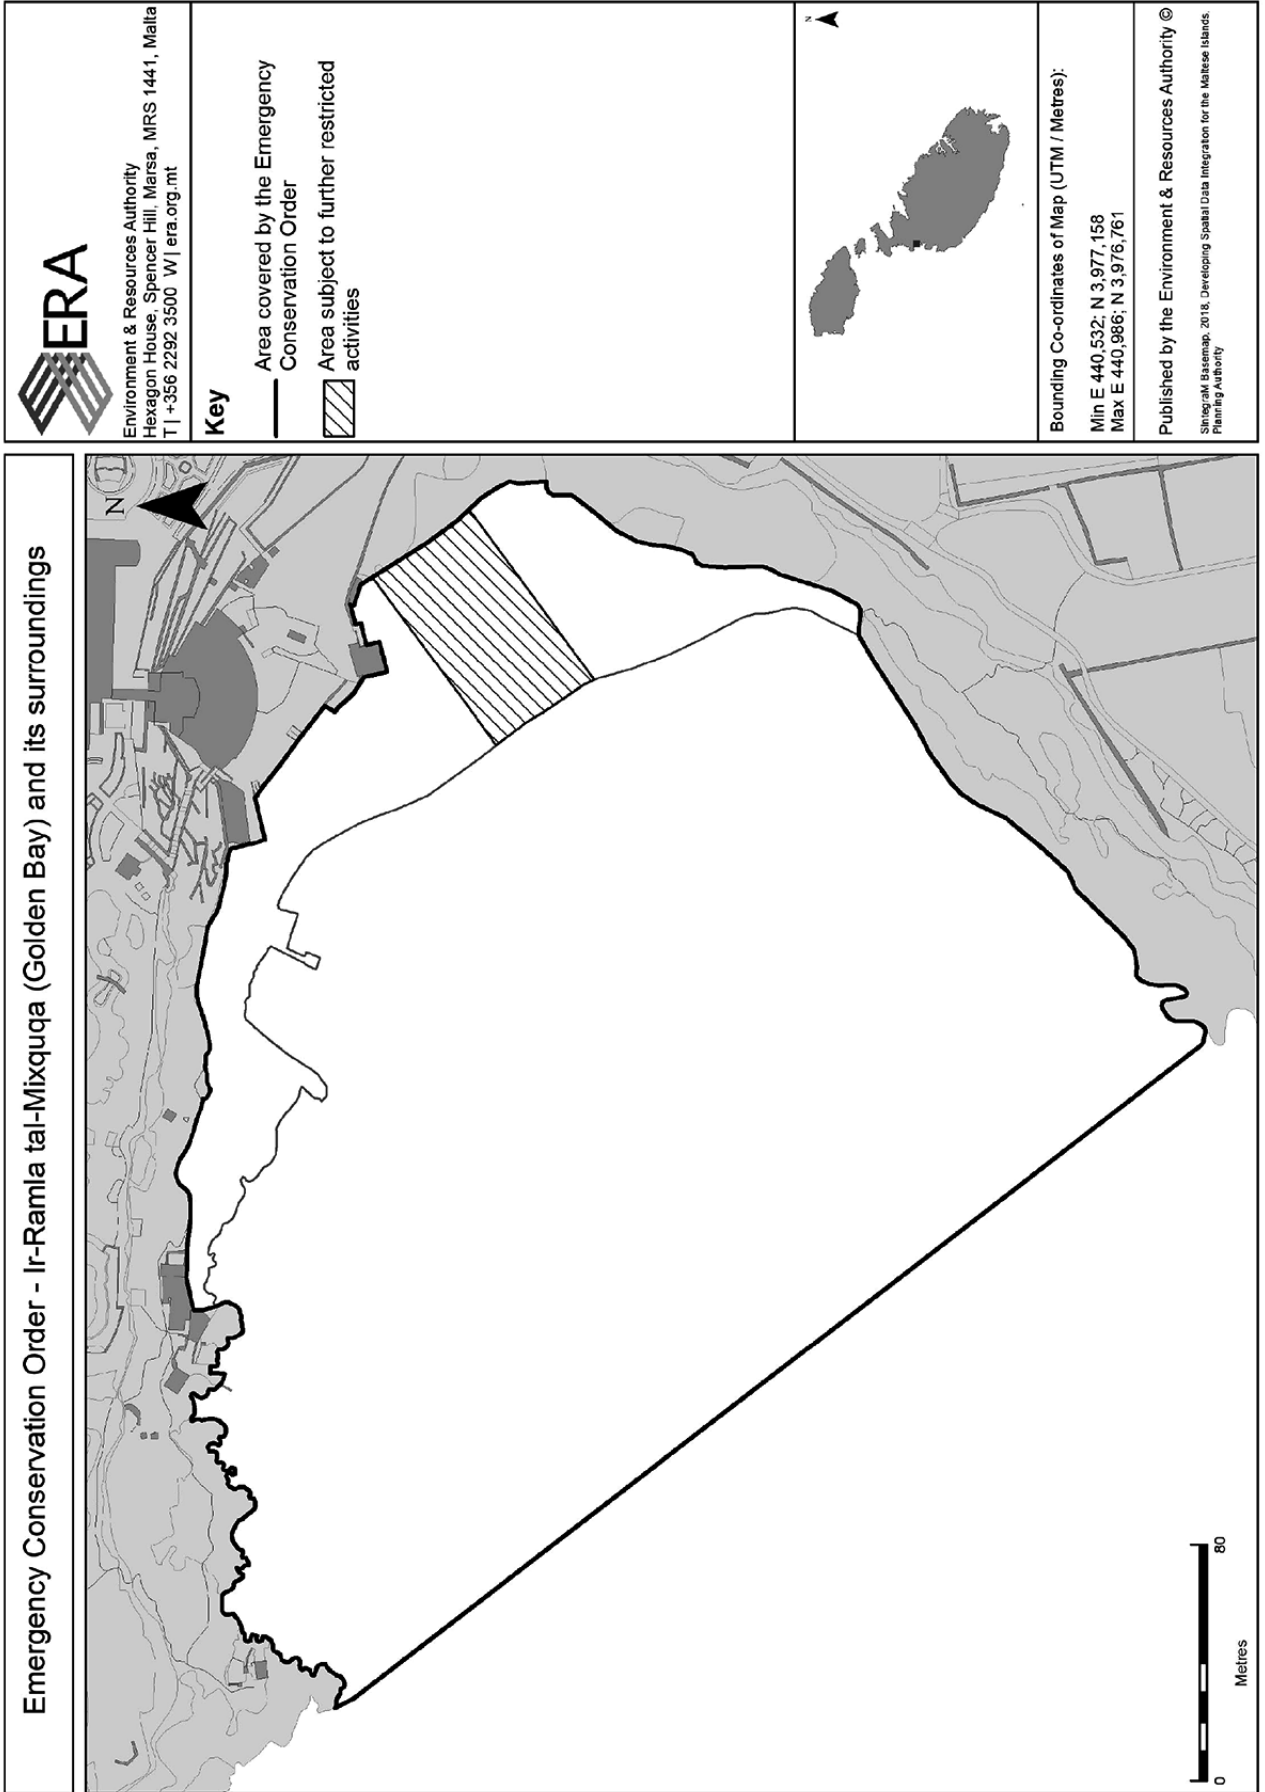 Emergency Conservation Order - Ir-Ramla tal-Mixquqa (Golden Bay) and its surroundings
N
0
80
Metres
ERA
Environment & Resources Authority
Hexagon House, Spencer Hill, Marsa, MRS 1441, Malta
T| +356 2292 3500 W| era.org.mt
Key
Area covered by the Emergency
Conservation Order
Area subject to further restricted
activities
N
Bounding Co-ordinates of Map (UTM / Metres):
Min E 440,532; N 3,977,158
Max E 440,986; N 3,976,761
Published by the Environment & Resources Authority ©
SIntegraM Basemap, 2018, Developing Spatial Data Integration for the Maltese Islands.
Planning Authority